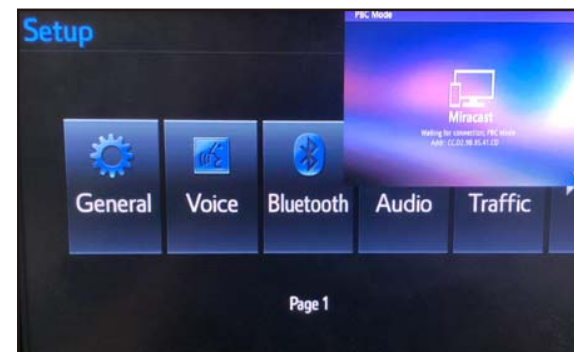 Setup
PBC Mode
Miracast
Waiting for connection, PBC Mode
General
Voice
Bluetooth
Audio
Traffic
Page 1